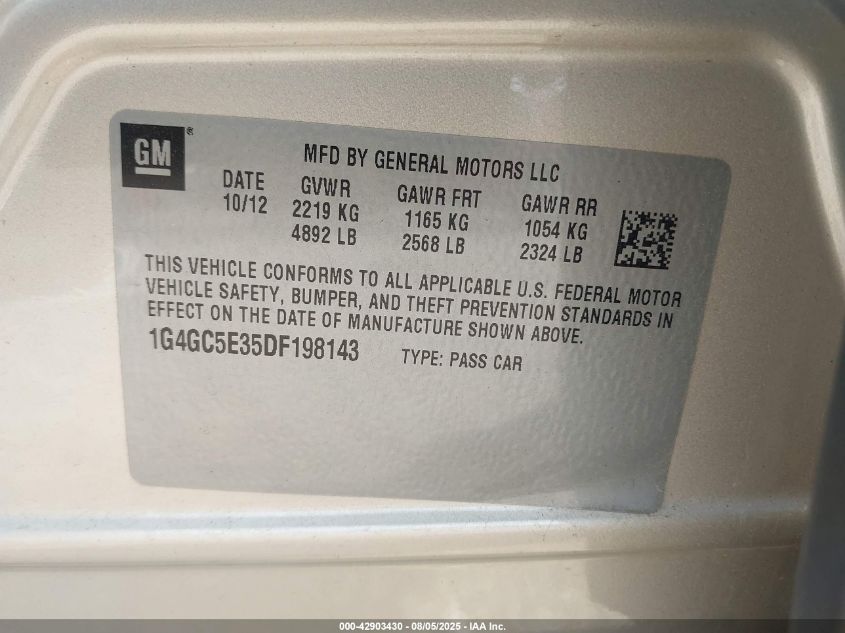 GM ®
MFD BY GENERAL MOTORS LLC
DATE GVWR GAWR FRT GAWR RR
10/12 2219 KG 1165 KG 1054 KG
4892 LB 2568 LB 2324 LB
THIS VEHICLE CONFORMS TO ALL APPLICABLE U.S. FEDERAL MOTOR
VEHICLE SAFETY, BUMPER, AND THEFT PREVENTION STANDARDS IN
EFFECT ON THE DATE OF MANUFACTURE SHOWN ABOVE.
1G4GC5E35DF198143 TYPE: PASS CAR
000-42903430 - 08/05/2025 - IAA Inc.